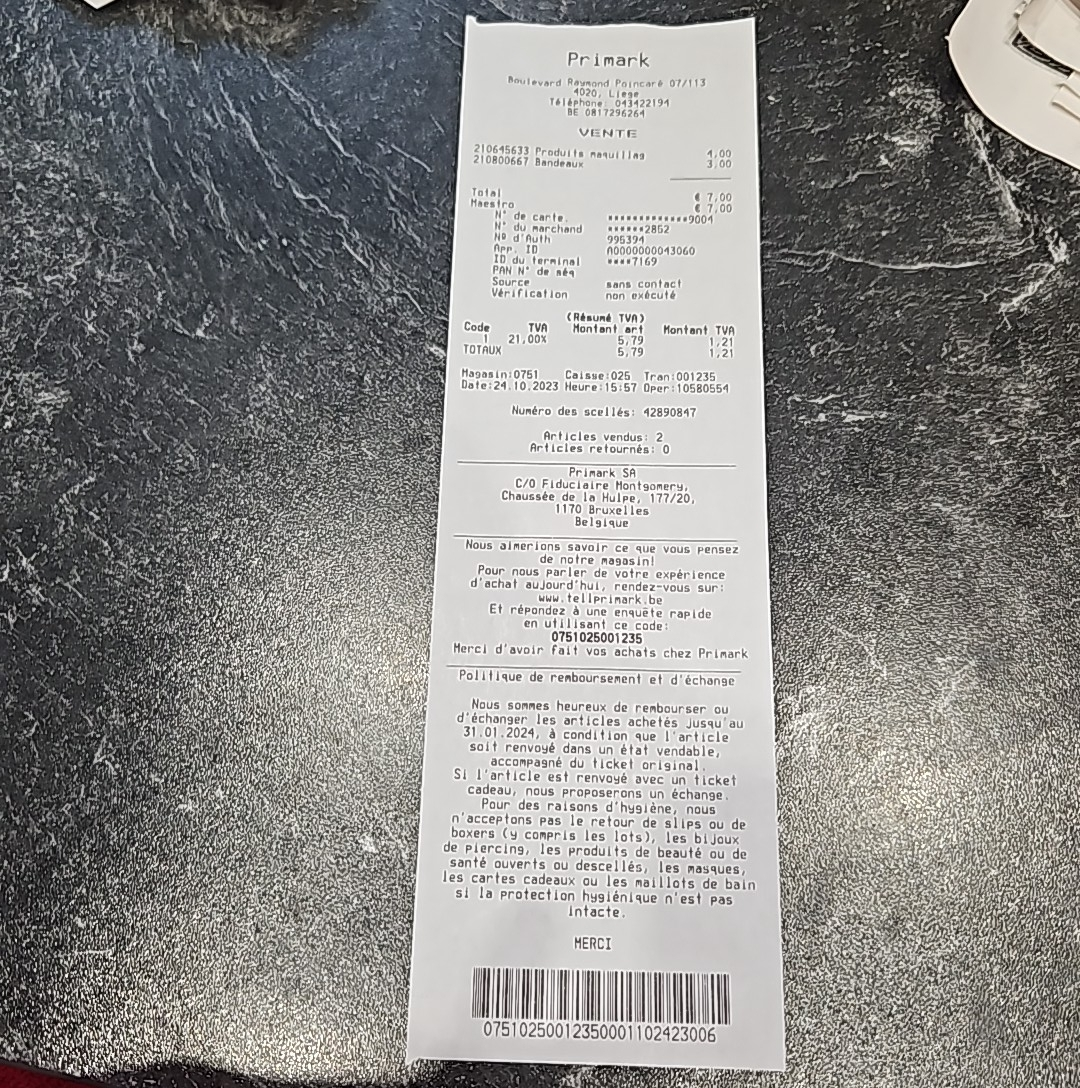 Primark
Boulevard Raymond Poincaré 07/113
4020, Liege
Téléphone: 043422194
BE 0817296264
VENTE
210645633 Produits maquillag 4,00
210800667 Bandeaux 3,00
Total € 7,00
Maestro € 7,00
N° de carte. *************9004
N° du marchand ******2852
Nº d'Auth 995394
App. ID A0000000043060
ID du terminal ****7169
PAN N° de séq
Source sans contact
Vérification non exécuté
(Résumé TVA)
Code TVA Montant art Montant TVA
1 21,00% 5,79 1,21
TOTAUX 5,79 1,21
Magasin:0751 Caisse:025 Tran:001235
Date:24.10.2023 Heure:15:57 Oper:10580554
Numéro des scellés: 42890847
Articles vendus: 2
Articles retournés: 0
Primark SA
C/O Fiduciaire Montgomery,
Chaussée de la Hulpe, 177/20,
1170 Bruxelles
Belgique
Nous aimerions savoir ce que vous pensez
de notre magasin!
Pour nous parler de votre expérience
d'achat aujourd'hui, rendez-vous sur:
www.tellprimark.be
Et répondez à une enquête rapide
en utilisant ce code:
0751025001235
Merci d'avoir fait vos achats chez Primark
Politique de remboursement et d'échange
Nous sommes heureux de rembourser ou
d'échanger les articles achetés jusqu'au
31.01.2024, à condition que l'article
soit renvoyé dans un état vendable,
accompagné du ticket original.
Si l'article est renvoyé avec un ticket
cadeau, nous proposerons un échange.
Pour des raisons d'hygiène, nous
n'acceptons pas le retour de slips ou de
boxers (y compris les lots), les bijoux
de piercing, les produits de beauté ou de
santé ouverts ou descellés, les masques,
les cartes cadeaux ou les maillots de bain
si la protection hygiénique n'est pas
intacte.
MERCI
07510250012350001102423006